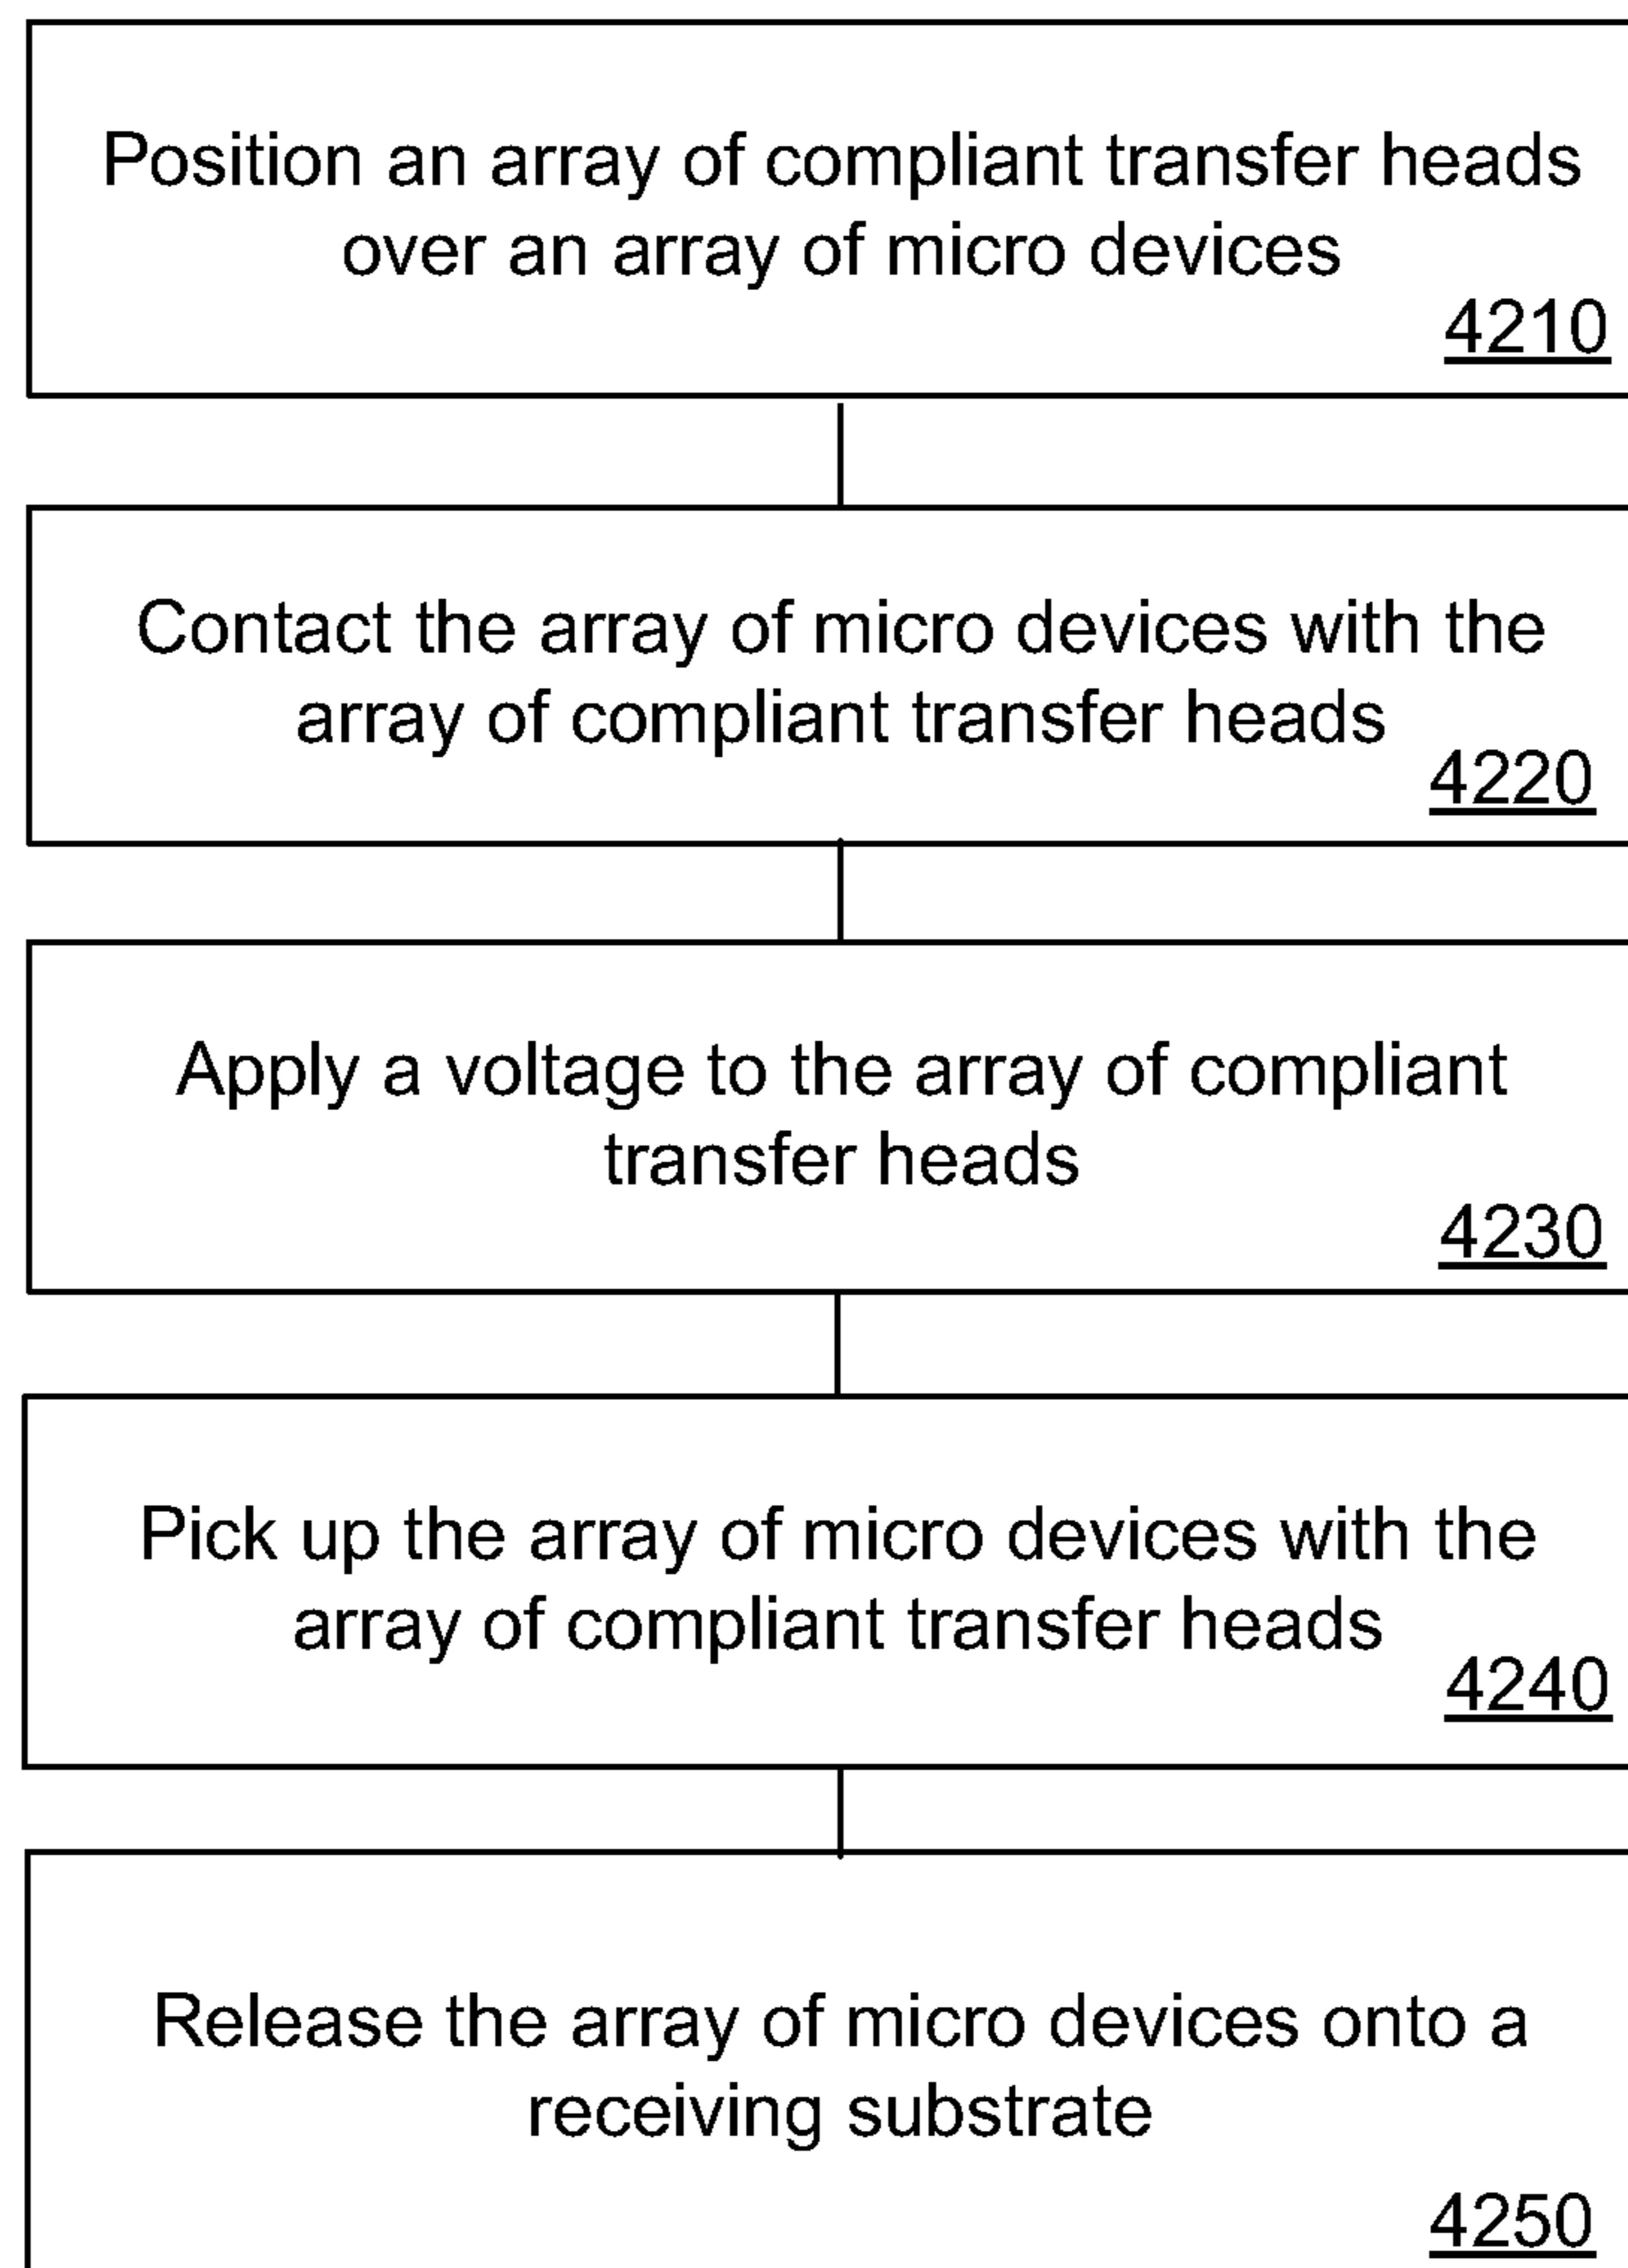 Position an array of compliant transfer heads
over an array of micro devices
4210
Contact the array of micro devices with the
array of compliant transfer heads
4220
Apply a voltage to the array of compliant
transfer heads
4230
Pick up the array of micro devices with the
array of compliant transfer heads
4240
Release the array of micro devices onto a
receiving substrate
4250